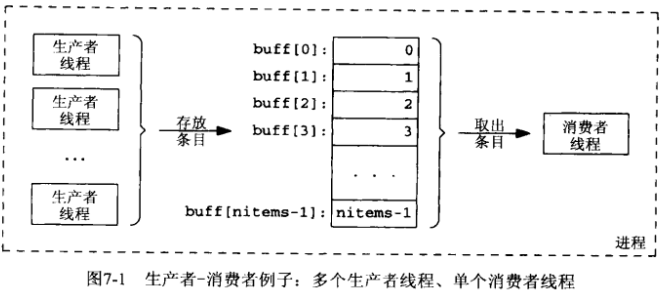 生产者
线程
生产者
线程
...
生产者
线程
存放
条目
buff[0]: 0
buff[1]: 1
buff[2]: 2
buff[3]: 3
...
buff[nitems-1]: nitems-1
取出
条目
消费者
线程
进程
图7-1 生产者-消费者例子：多个生产者线程、单个消费者线程